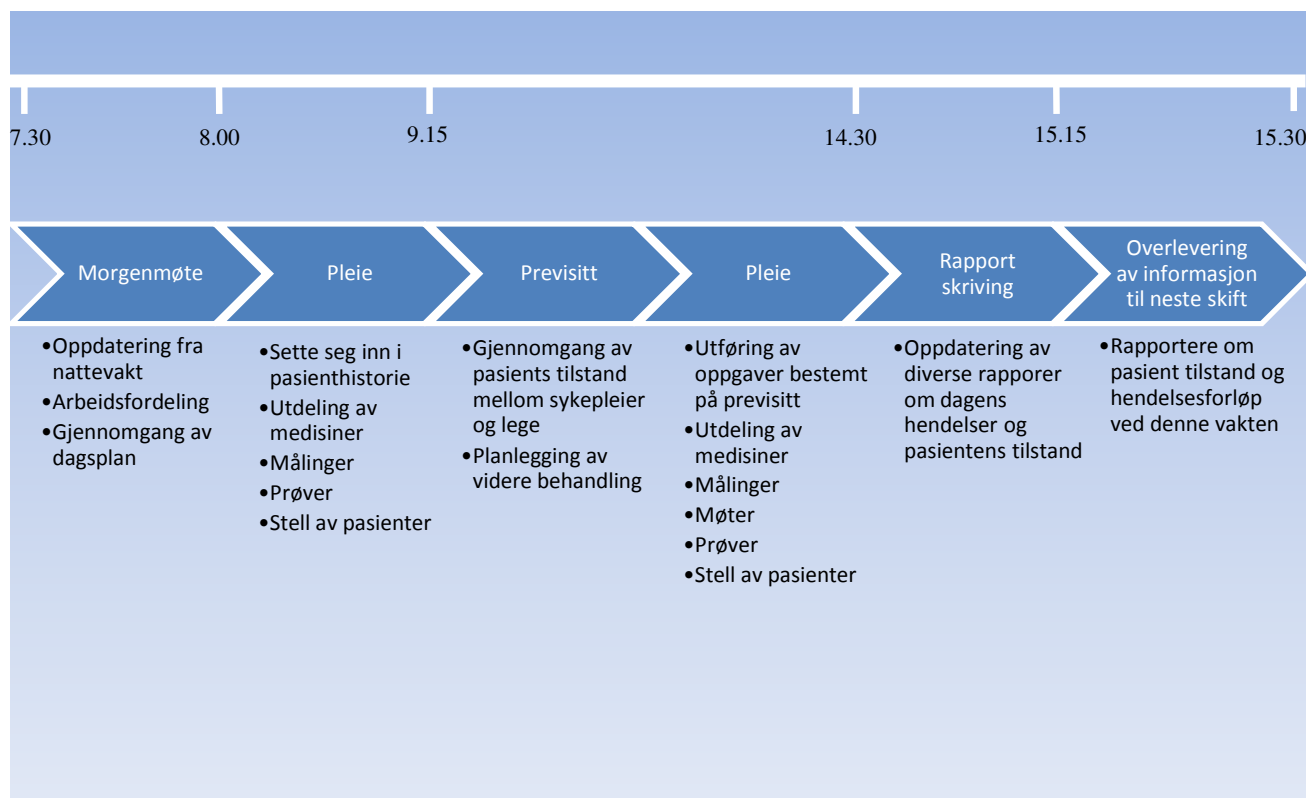 7.30
8.00
9.15
14.30
15.15
15.30
Morgenmøte
Pleie
Previsitt
Pleie
Rapport
skriving
Overlevering
av informasjon
til neste skift
•Oppdatering fra
nattevakt
•Arbeidsfordeling
•Gjennomgang av
dagsplan
•Sette seg inn i
pasienthistorie
•Utdeling av
medisiner
•Målinger
•Prøver
•Stell av pasienter
•Gjennomgang av
pasients tilstand
mellom sykepleier
og lege
•Planlegging av
videre behandling
•Utføring av
oppgaver bestemt
på previsitt
•Utdeling av
medisiner
•Målinger
•Møter
•Prøver
•Stell av pasienter
•Oppdatering av
diverse rapporer
om dagens
hendelser og
pasientens tilstand
•Rapportere om
pasient tilstand og
hendelsesforløp
ved denne vakten